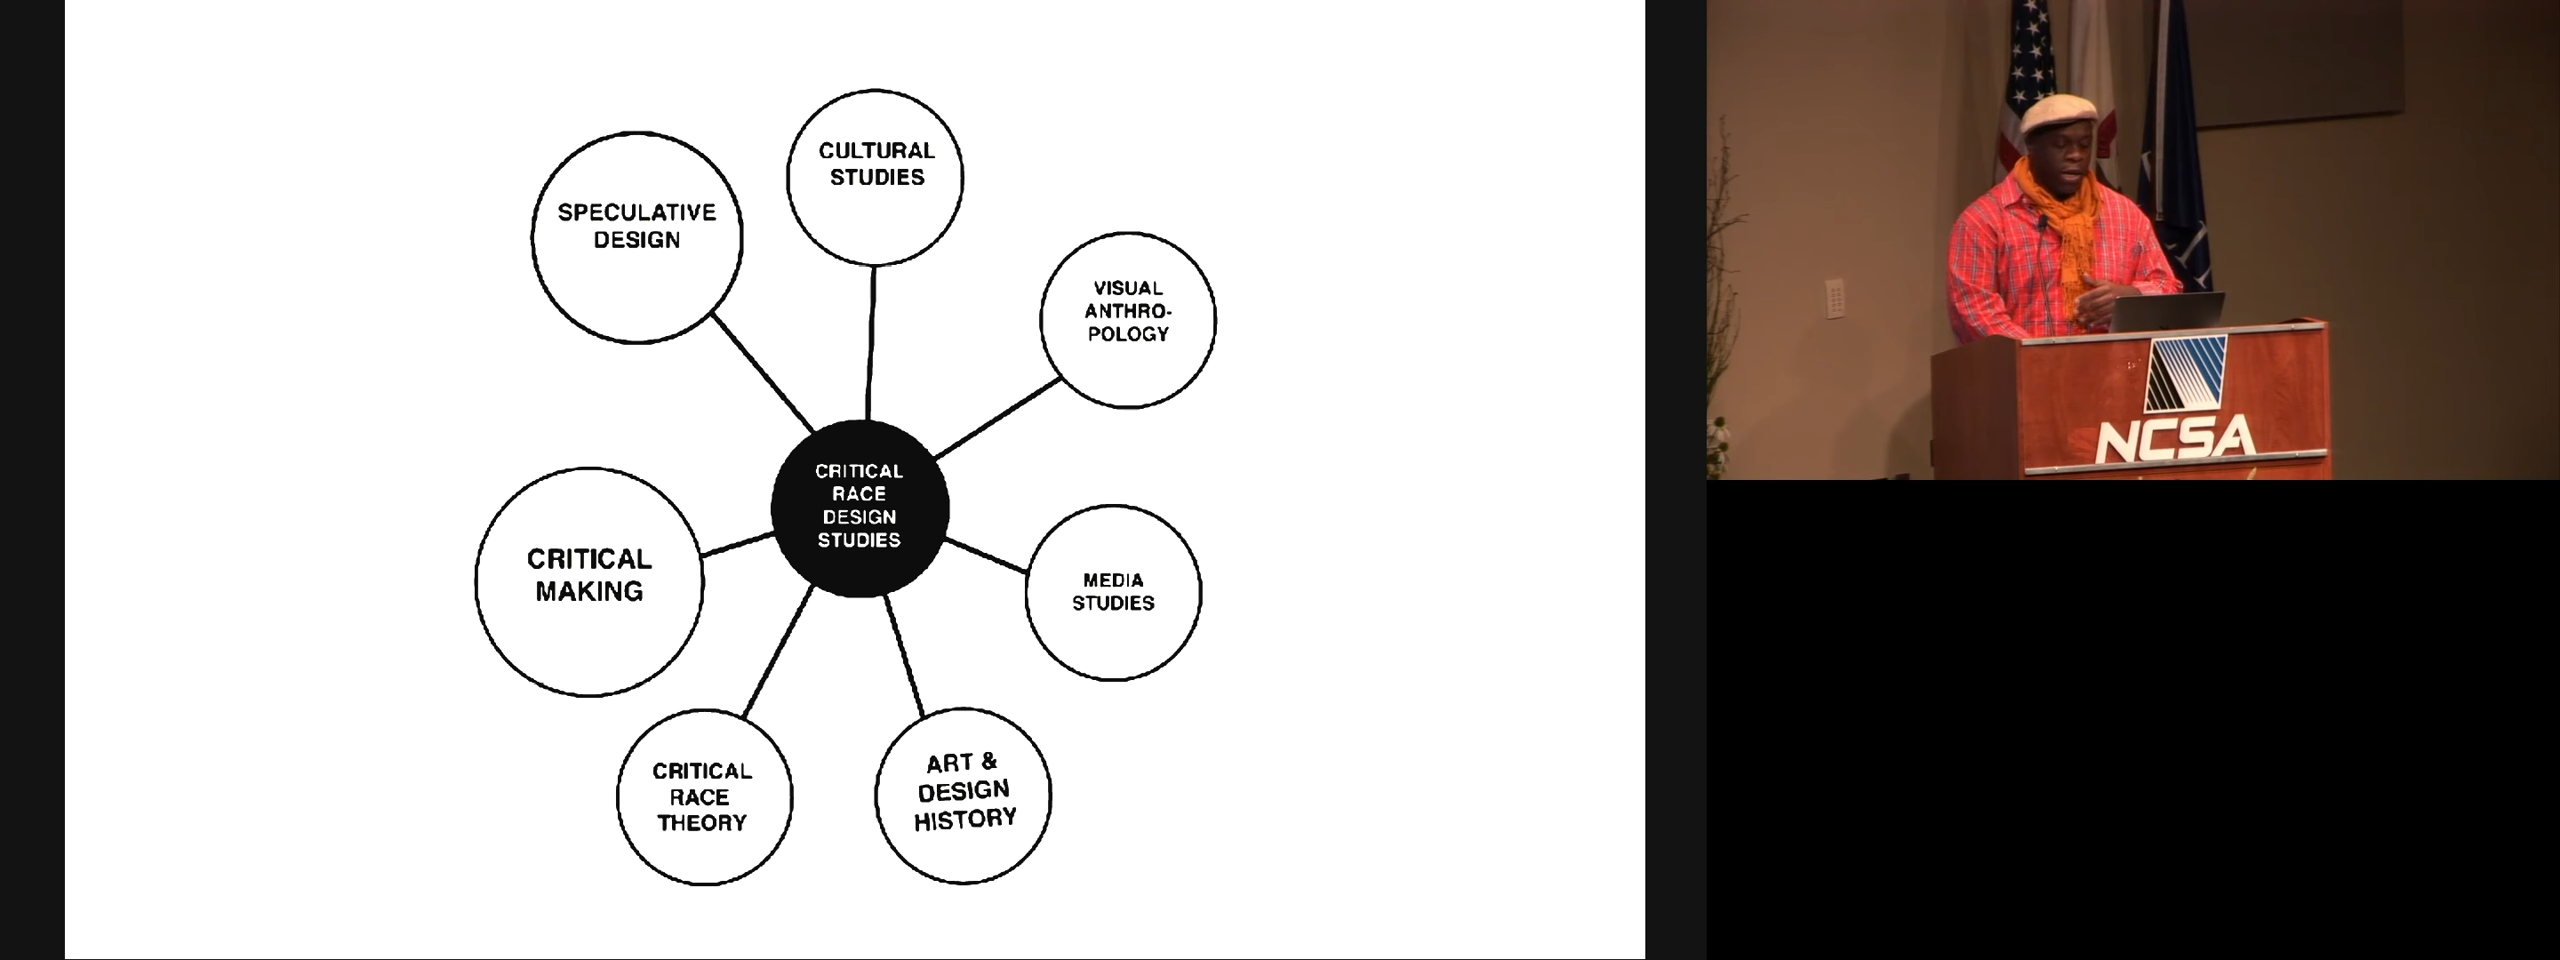 CULTURAL
STUDIES
SPECULATIVE
DESIGN
VISUAL
ANTHRO-
POLOGY
CRITICAL
RACE
DESIGN
STUDIES
CRITICAL
MAKING
MEDIA
STUDIES
CRITICAL
RACE
THEORY
ART &
DESIGN
HISTORY
NCSA